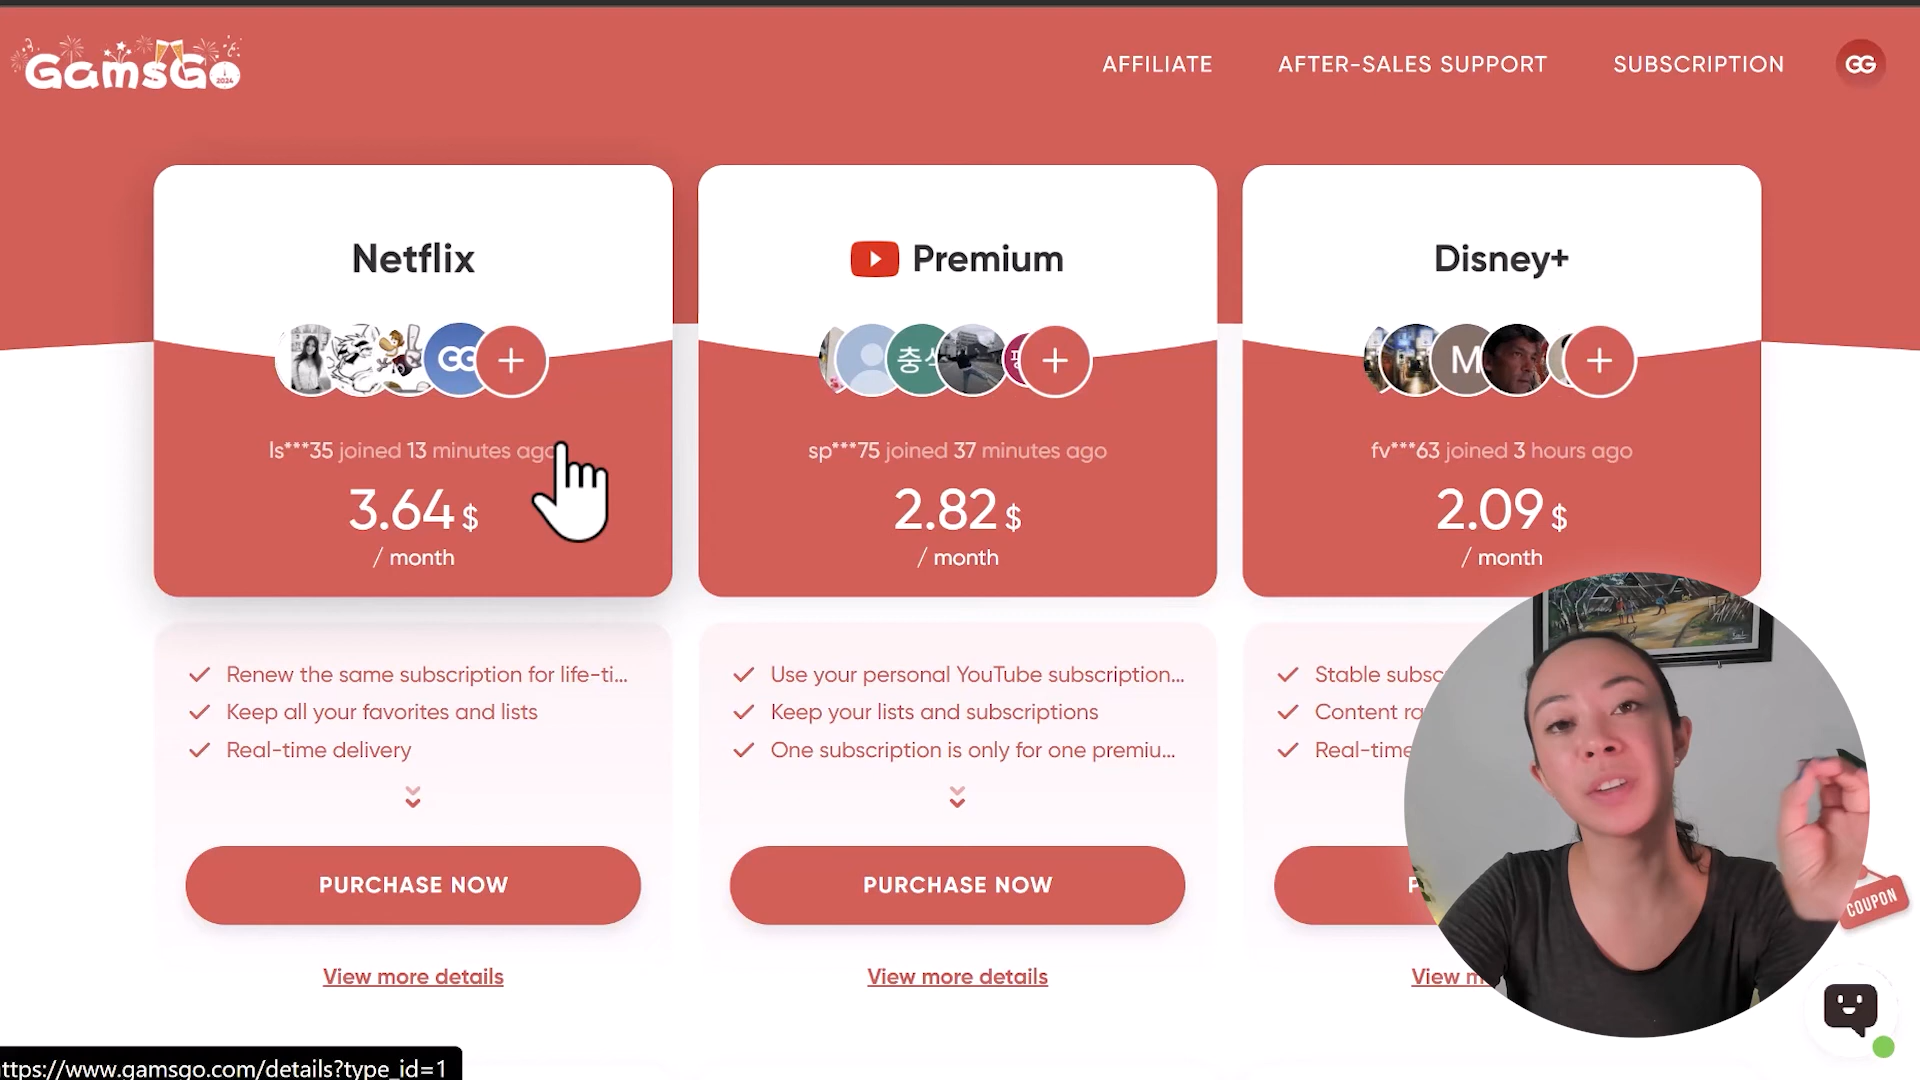 GamsGo
2024
AFFILIATE
AFTER-SALES SUPPORT
SUBSCRIPTION
GG
Netflix
GG
+
ls***35 joined 13 minutes ago
3.64 $
/ month
Renew the same subscription for life-ti...
Keep all your favorites and lists
Real-time delivery
PURCHASE NOW
View more details
Premium
+
sp***75 joined 37 minutes ago
2.82 $
/ month
Use your personal YouTube subscription...
Keep your lists and subscriptions
One subscription is only for one premiu...
PURCHASE NOW
View more details
Disney+
M
+
fv***63 joined 3 hours ago
2.09 $
/ month
Stable
Content
Real-time
View
COUPON
ttps://www.gamsgo.com/details?type_id=1